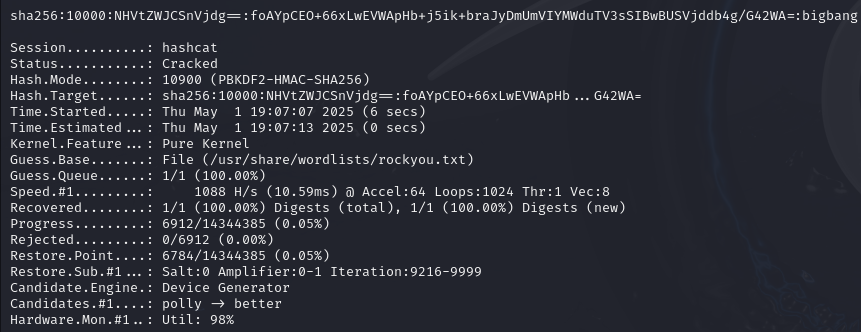 sha256:10000:NHVtZWJCSnVjdg==:foAYpCEO+66xLwEVWApHb+j5ik+braJyDmUmVIYMWduTV3sSIBwBUSVjddb4g/G42WA=:bigbang
Session..........: hashcat
Status...........: Cracked
Hash.Mode........: 10900 (PBKDF2-HMAC-SHA256)
Hash.Target......: sha256:10000:NHVtZWJCSnVjdg==:foAYpCEO+66xLwEVWApHb...G42WA=
Time.Started.....: Thu May  1 19:07:07 2025 (6 secs)
Time.Estimated...: Thu May  1 19:07:13 2025 (0 secs)
Kernel.Feature...: Pure Kernel
Guess.Base.......: File (/usr/share/wordlists/rockyou.txt)
Guess.Queue......: 1/1 (100.00%)
Speed.#1.........:     1088 H/s (10.59ms) @ Accel:64 Loops:1024 Thr:1 Vec:8
Recovered........: 1/1 (100.00%) Digests (total), 1/1 (100.00%) Digests (new)
Progress.........: 6912/14344385 (0.05%)
Rejected.........: 0/6912 (0.00%)
Restore.Point....: 6784/14344385 (0.05%)
Restore.Sub.#1...: Salt:0 Amplifier:0-1 Iteration:9216-9999
Candidate.Engine.: Device Generator
Candidates.#1....: polly -> better
Hardware.Mon.#1..: Util: 98%